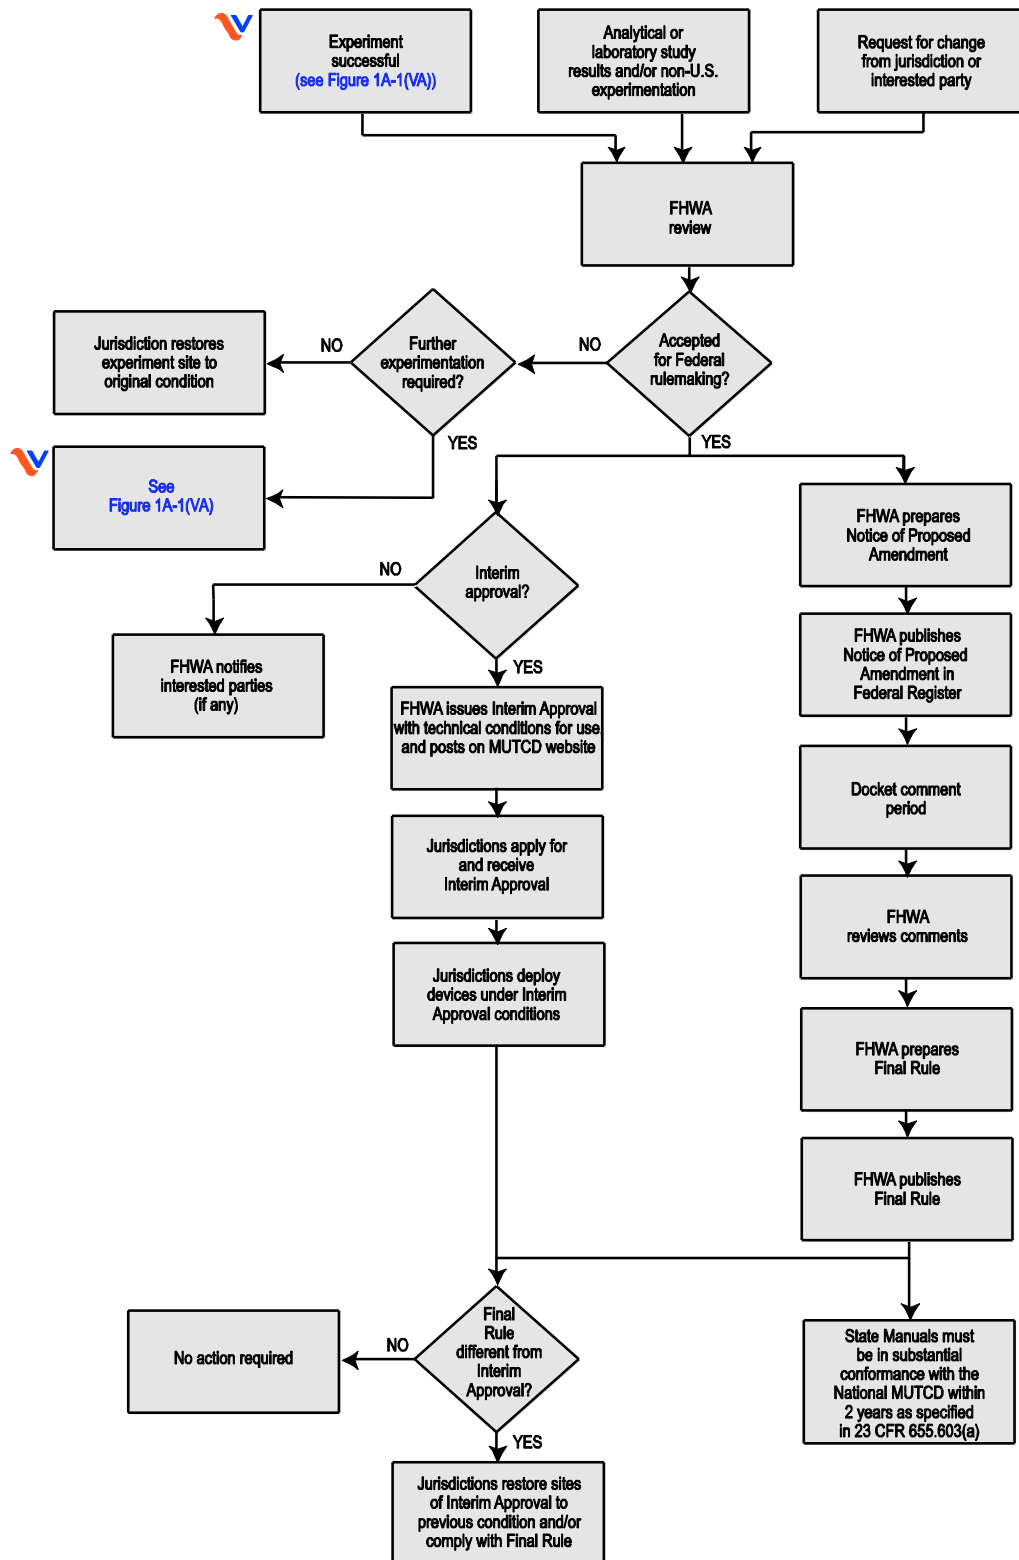 Experiment
successful
(see Figure 1A-1(VA))
Analytical or
laboratory study
results and/or non-U.S.
experimentation
Request for change
from jurisdiction or
interested party
FHWA
review
Accepted
for Federal
rulemaking?
NO
YES
Further
experimentation
required?
NO
YES
Jurisdiction restores
experiment site to
original condition
See
Figure 1A-1(VA)
Interim
approval?
NO
YES
FHWA notifies
interested parties
(if any)
FHWA issues Interim Approval
with technical conditions for use
and posts on MUTCD website
Jurisdictions apply for
and receive
Interim Approval
Jurisdictions deploy
devices under Interim
Approval conditions
FHWA prepares
Notice of Proposed
Amendment
FHWA publishes
Notice of Proposed
Amendment in
Federal Register
Docket comment
period
FHWA
reviews comments
FHWA prepares
Final Rule
FHWA publishes
Final Rule
Final
Rule
different from
Interim
Approval?
NO
YES
No action required
State Manuals must
be in substantial
conformance with the
National MUTCD within
2 years as specified
in 23 CFR 655.603(a)
Jurisdictions restore sites
of Interim Approval to
previous condition and/or
comply with Final Rule